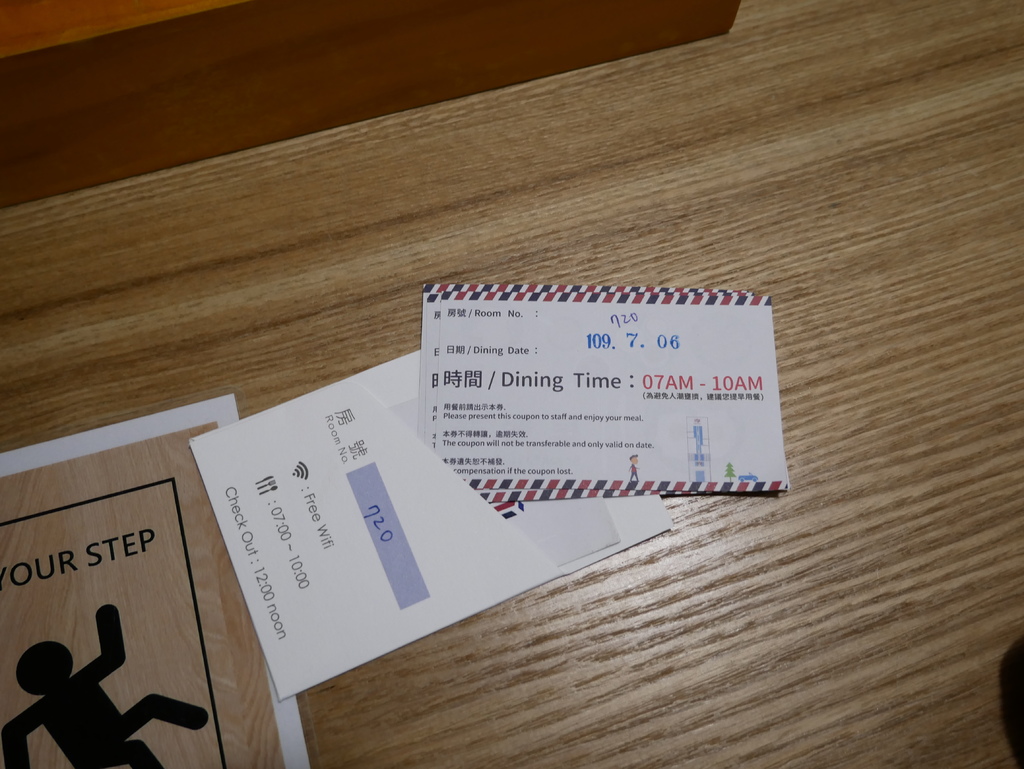 房號 / Room No. :
720
日期 / Dining Date :
109. 7. 06
時間 / Dining Time : 07AM - 10AM
(為避免人潮壅擠，建議您提早用餐)
用餐前請出示本券.
Please present this coupon to staff and enjoy your meal.
本券不得轉讓，逾期失效.
The coupon will not be transferable and only valid on date.
本券遺失恕不補發.
compensation if the coupon lost.
房號
Room No.
720
: Free Wifi
: 07:00 ~ 10:00
Check Out : 12:00 noon
YOUR STEP